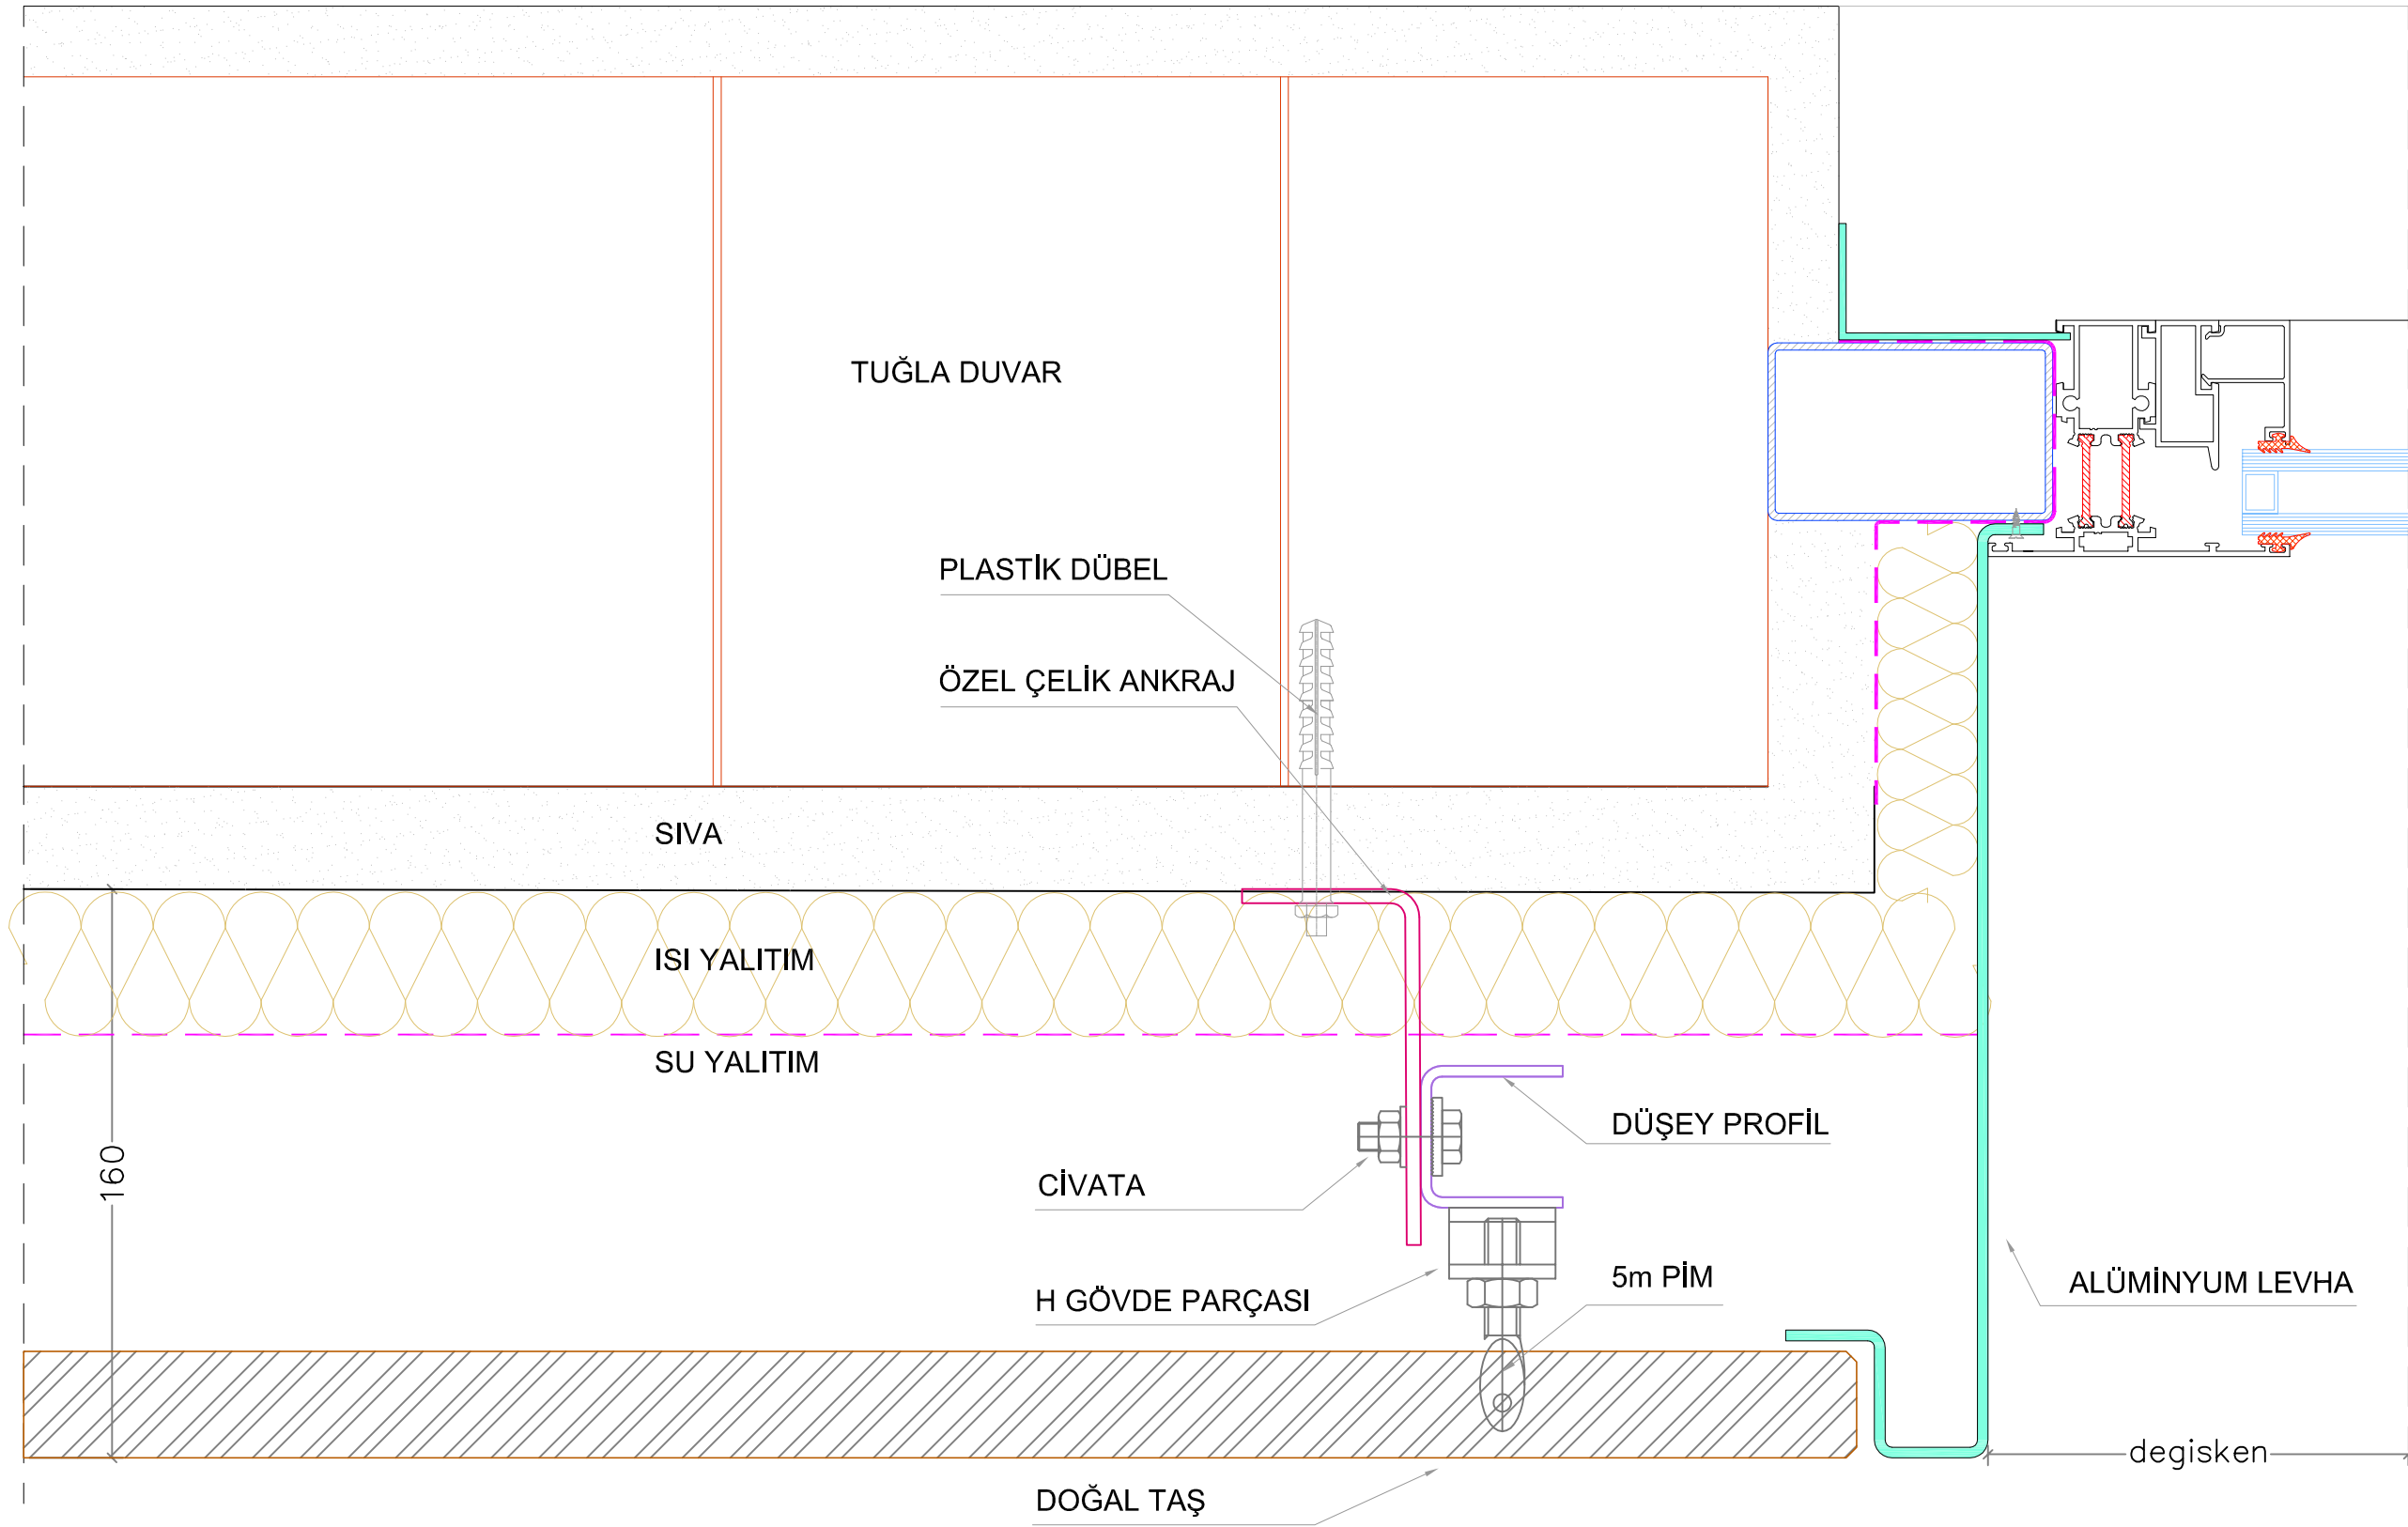 TUĞLA DUVAR
PLASTİK DÜBEL
ÖZEL ÇELİK ANKRAJ
SIVA
ISI YALITIM
SU YALITIM
DÜŞEY PROFİL
160
CİVATA
5m PİM
ALÜMİNYUM LEVHA
H GÖVDE PARÇASI
degisken
DOĞAL TAŞ